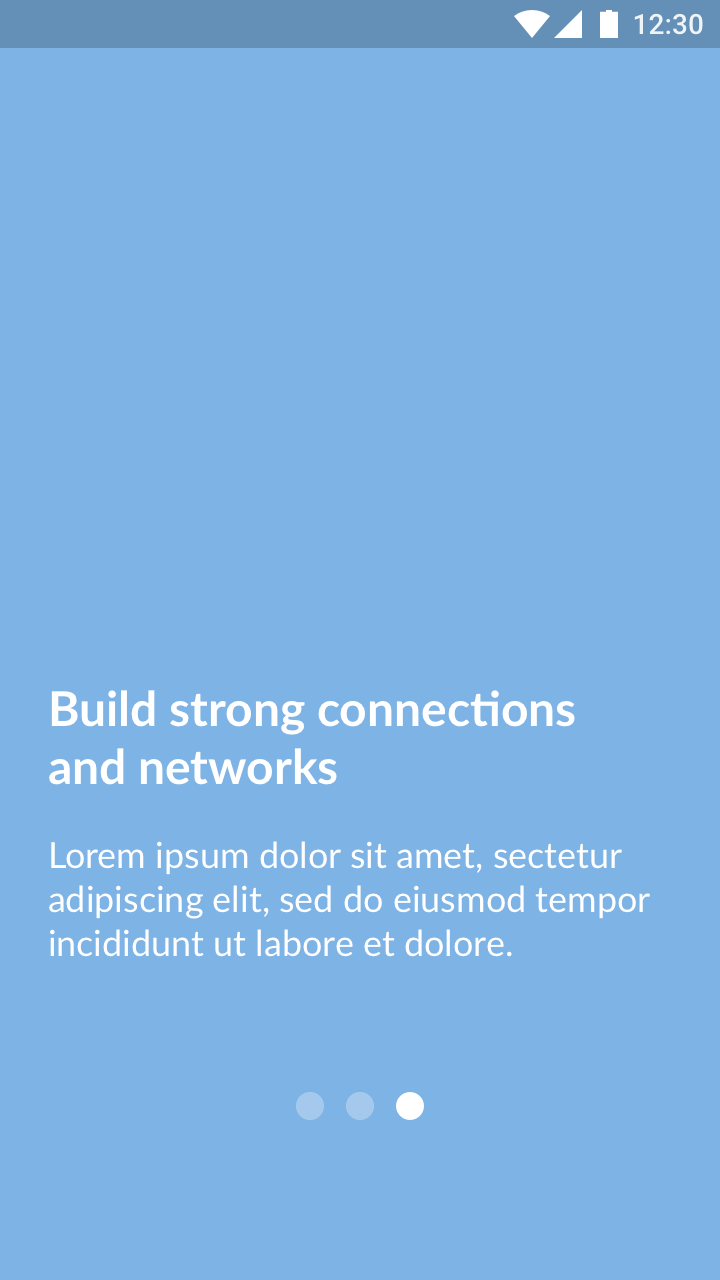 12:30
Build strong connections
and networks
Lorem ipsum dolor sit amet, sectetur
adipiscing elit, sed do eiusmod tempor
incididunt ut labore et dolore.